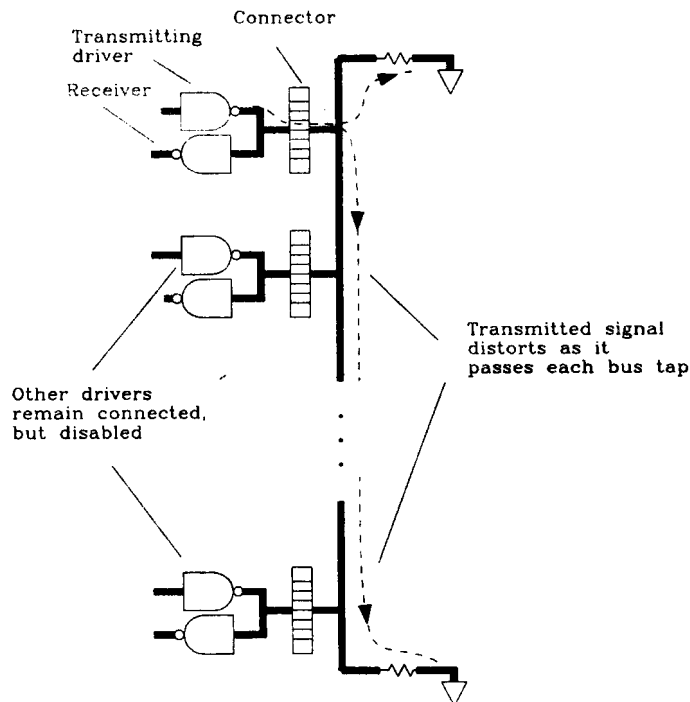 Connector
Transmitting
driver
Receiver
Transmitted signal
distorts as it
passes each bus tap
Other drivers
remain connected,
but disabled